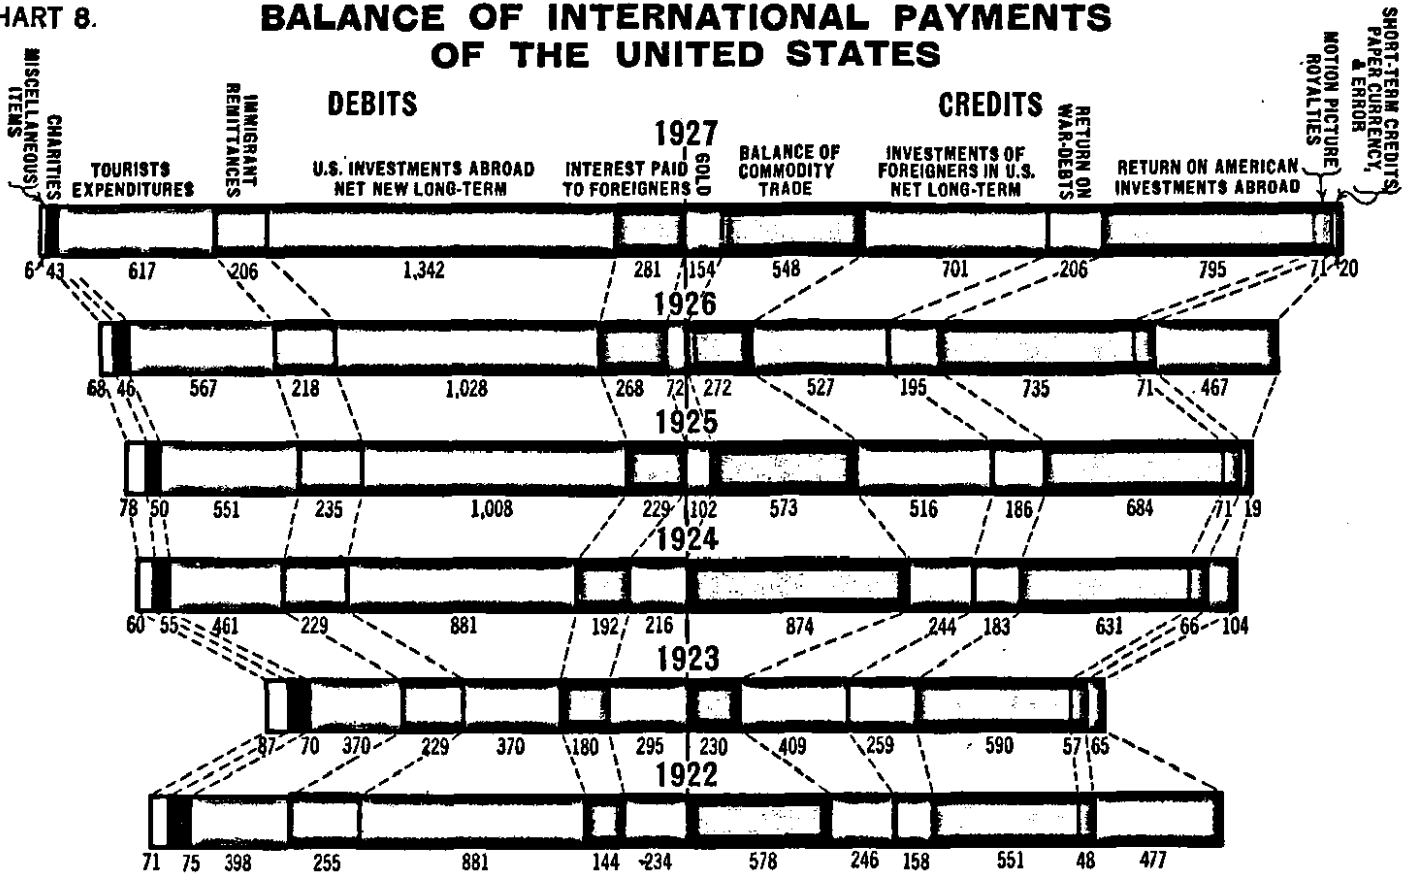 HART 8.
BALANCE OF INTERNATIONAL PAYMENTS
OF THE UNITED STATES
DEBITS
CREDITS
1927
MISCELLANEOUS
ITEMS
CHARITIES
TOURISTS
EXPENDITURES
IMMIGRANT
REMITTANCES
U.S. INVESTMENTS ABROAD
NET NEW LONG-TERM
INTEREST PAID
TO FOREIGNERS
GOLD
BALANCE OF
COMMODITY
TRADE
INVESTMENTS OF
FOREIGNERS IN U.S.
NET LONG-TERM
RETURN ON
WAR-DEBTS
RETURN ON AMERICAN
INVESTMENTS ABROAD
MOTION PICTURE
ROYALTIES
SHORT-TERM CREDITS
PAPER CURRENCY,
& ERROR
6 43 617 206 1,342 281 154 548 701 206 795 71 20
1926
68 46 567 218 1,028 268 72 272 527 195 735 71 467
1925
78 50 551 235 1,008 229 102 573 516 186 684 71 19
1924
60 55 461 229 881 192 216 874 244 183 631 66 104
1923
87 70 370 229 370 180 295 230 409 259 590 57 65
1922
71 75 398 255 881 144 234 578 246 158 551 48 477